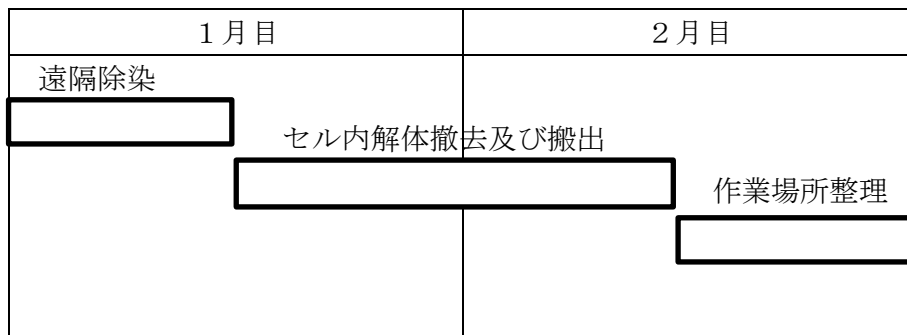 １月目
２月目
遠隔除染
セル内解体撤去及び搬出
作業場所整理